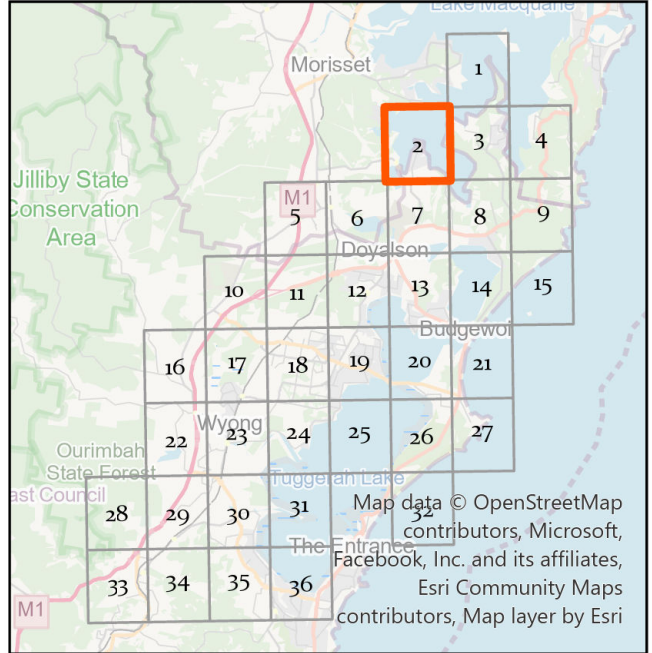 Lake Macquarie
Morisset
1
2
3
4
Jilliby State
Conservation
Area
M1
5
6
7
8
9
Doyalson
10
11
12
13
14
15
Budgewoi
16
17
18
19
20
21
Wyong
22
23
24
25
26
27
Ourimbah
State Forest
ast Council
Tuggerah Lake
28
29
30
31
32
The Entrance
33
34
35
36
M1
Map data © OpenStreetMap
contributors, Microsoft,
Facebook, Inc. and its affiliates,
Esri Community Maps
contributors, Map layer by Esri